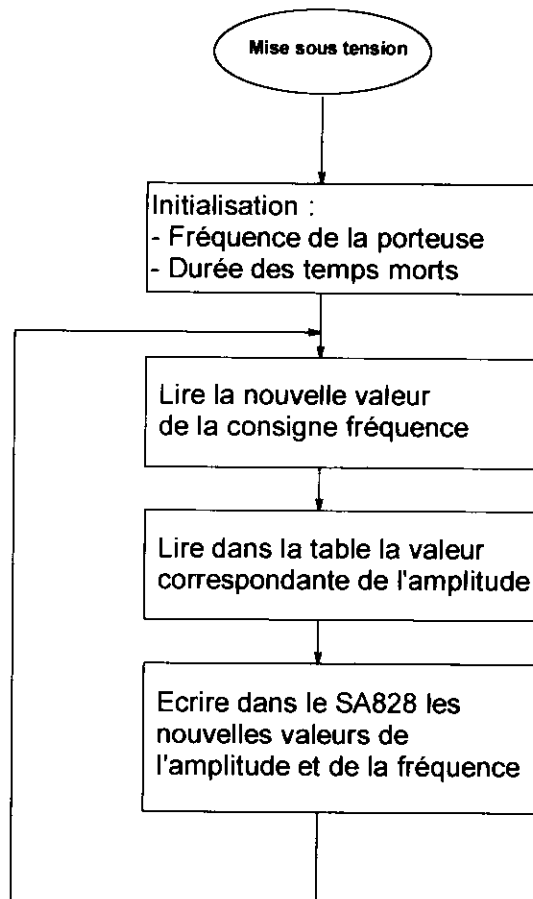 Mise sous tension
Initialisation :
- Fréquence de la porteuse
- Durée des temps morts
Lire la nouvelle valeur
de la consigne fréquence
Lire dans la table la valeur
correspondante de l'amplitude
Ecrire dans le SA828 les
nouvelles valeurs de
l'amplitude et de la fréquence